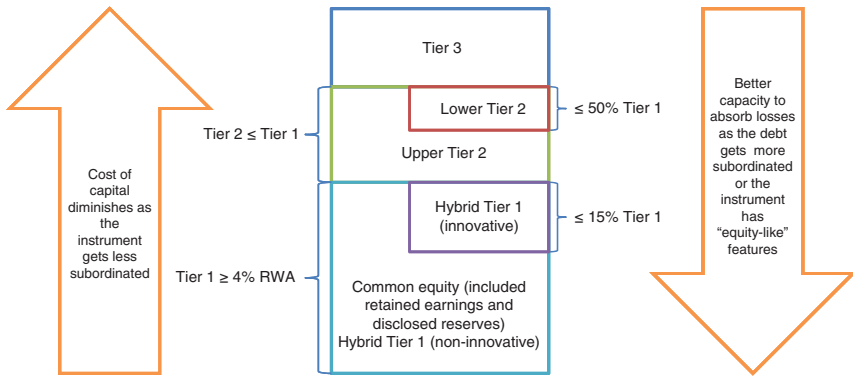 Cost of
capital
diminishes as
the
instrument
gets less
subordinated
Tier 2 ≤ Tier 1
Tier 1 ≥ 4% RWA
Tier 3
Lower Tier 2
Upper Tier 2
Hybrid Tier 1
(innovative)
Common equity (included
retained earnings and
disclosed reserves)
Hybrid Tier 1 (non-innovative)
≤ 50% Tier 1
≤ 15% Tier 1
Better
capacity to
absorb losses
as the debt
gets more
subordinated
or the
instrument
has
“equity-like”
features